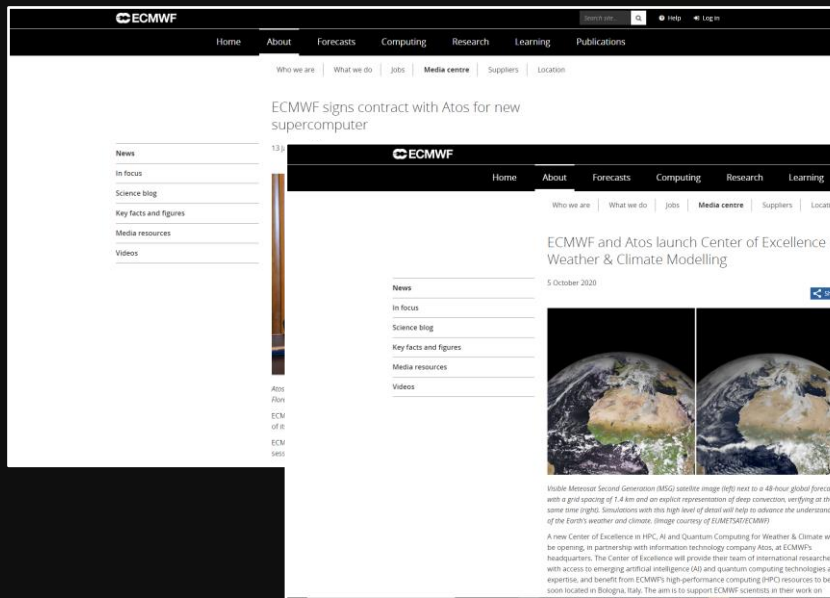 ECMWF
Search site...
Help
Log in
Home About Forecasts Computing Research Learning Publications
Who we are What we do Jobs Media centre Suppliers Location
ECMWF signs contract with Atos for new
supercomputer
13
News
In focus
Science blog
Key facts and figures
Media resources
Videos
Atos
ECMWF
Home About Forecasts Computing Research Learning
Who we are What we do Jobs Media centre Suppliers
ECMWF and Atos launch Center of Excellence
Weather & Climate Modelling
5 October 2020
News
In focus
Science blog
Key facts and figures
Media resources
Videos
Visible Meteosat Second Generation (MSG) satellite image (left) next to a 48-hour global
with a grid spacing of 1.4 km and an explicit representation of deep convection, verifying at
same time (right). Simulations with this high level of detail will help to advance the
of the Earth's weather and climate. (Image courtesy of EUMETSAT/ECMWF)
A new Center of Excellence in HPC, AI and Quantum Computing for Weather & Climate
be opening, in partnership with information technology company Atos, at ECMWF's
headquarters. The Center of Excellence will provide their team of international
with access to emerging artificial intelligence (AI) and quantum computing technologies
expertise, and benefit from ECMWF's high-performance computing (HPC) resources to
soon located in Bologna, Italy. The aim is to support ECMWF scientists in their work on